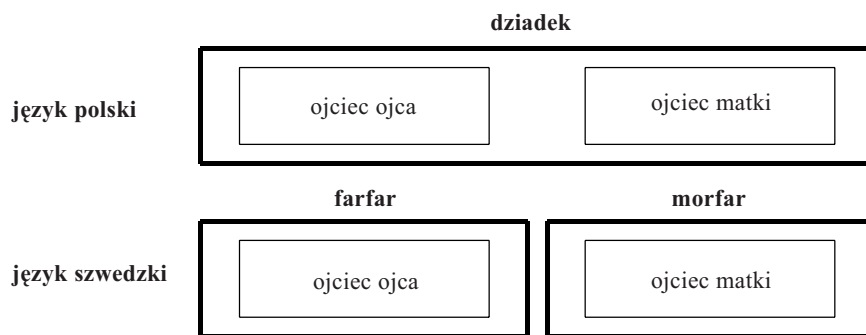 dziadek
język polski
ojciec ojca
ojciec matki
farfar
morfar
język szwedzki
ojciec ojca
ojciec matki